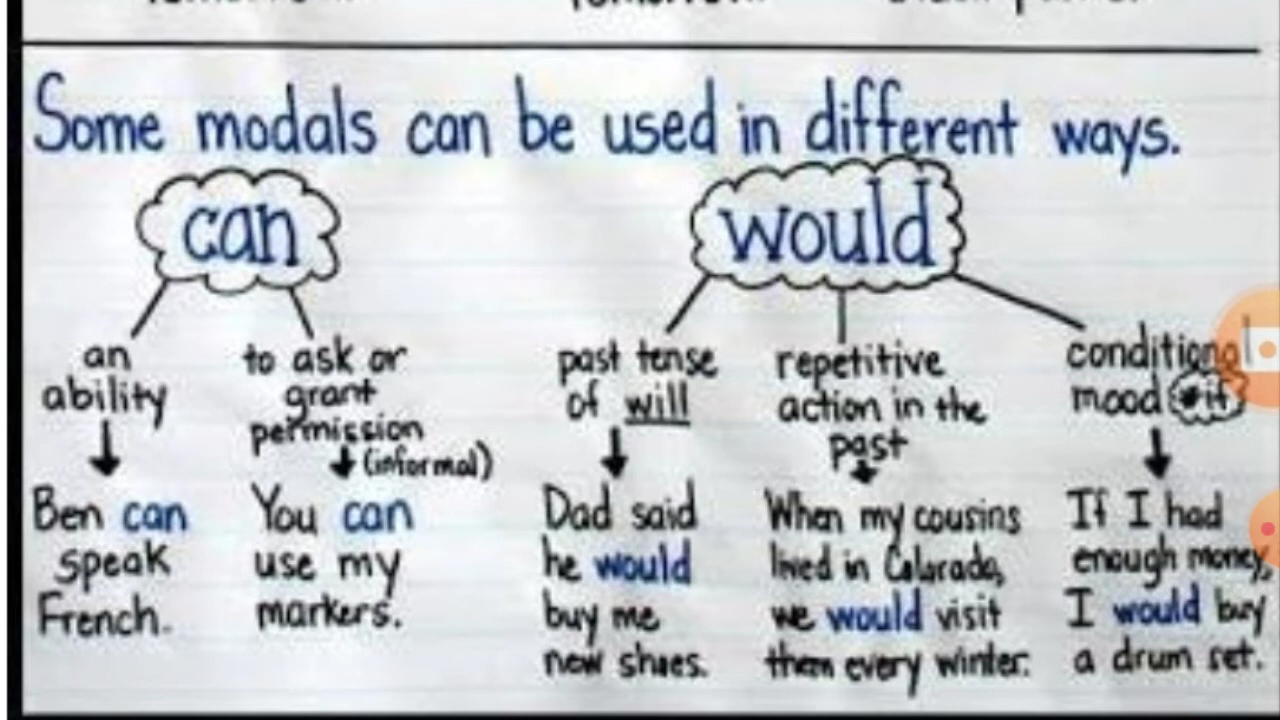 Some modals can be used in different ways.
can
an
ability
Ben can
speak
French.
to ask or
grant
permission
(informal)
You can
use my
markers.
would
past tense
of will
Dad said
he would
buy me
new shoes.
repetitive
action in the
past
When my cousins
lived in Colorado,
we would visit
them every winter.
conditional
mood *if
If I had
enough money,
I would buy
a drum set.